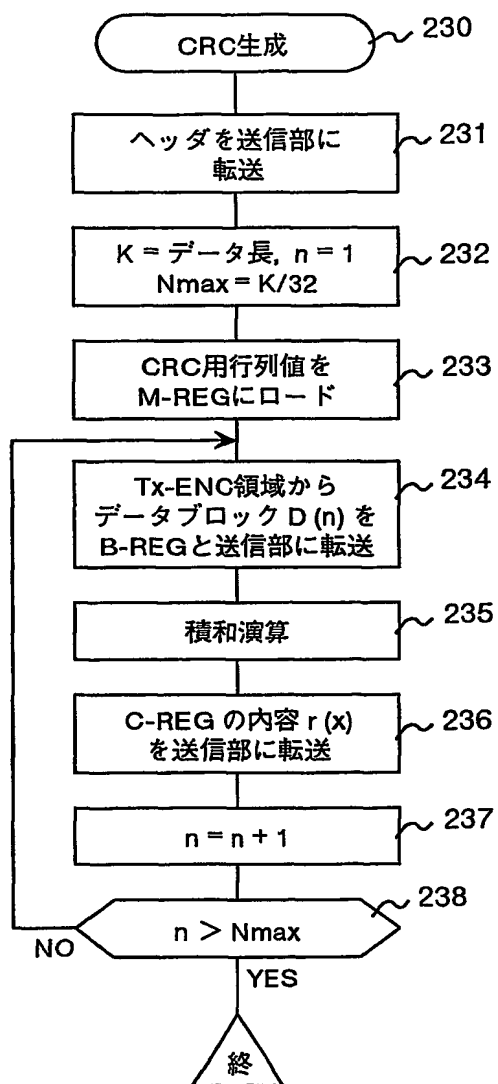 CRC生成
230
ヘッダを送信部に
転送
231
K = データ長, n = 1
Nmax = K/32
232
CRC用行列値を
M-REGにロード
233
Tx-ENC領域から
データブロック D (n) を
B-REGと送信部に転送
234
積和演算
235
C-REG の内容 r (x)
を送信部に転送
236
n = n + 1
237
n > Nmax
238
NO
YES
終